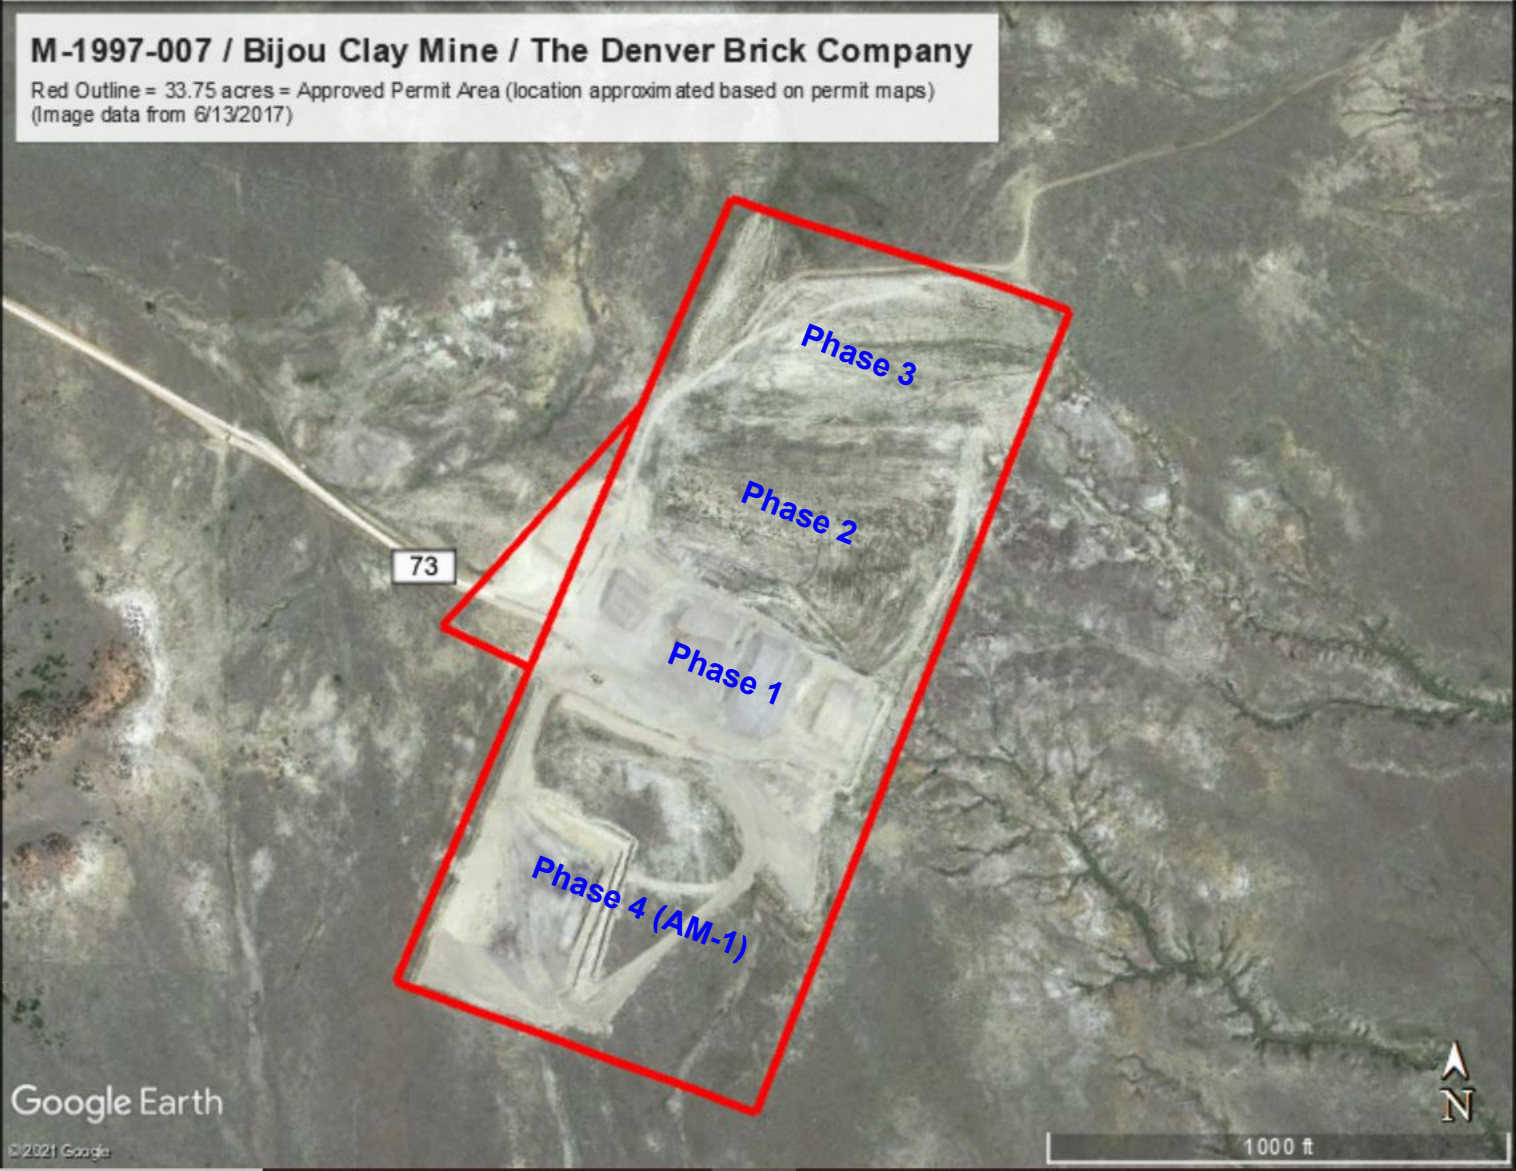 M-1997-007 / Bijou Clay Mine / The Denver Brick Company
Red Outline = 33.75 acres = Approved Permit Area (location approximated based on permit maps)
(Image data from 6/13/2017)
Phase 3
Phase 2
73
Phase 1
Phase 4 (AM-1)
Google Earth
N
© 2021 Google
1000 ft